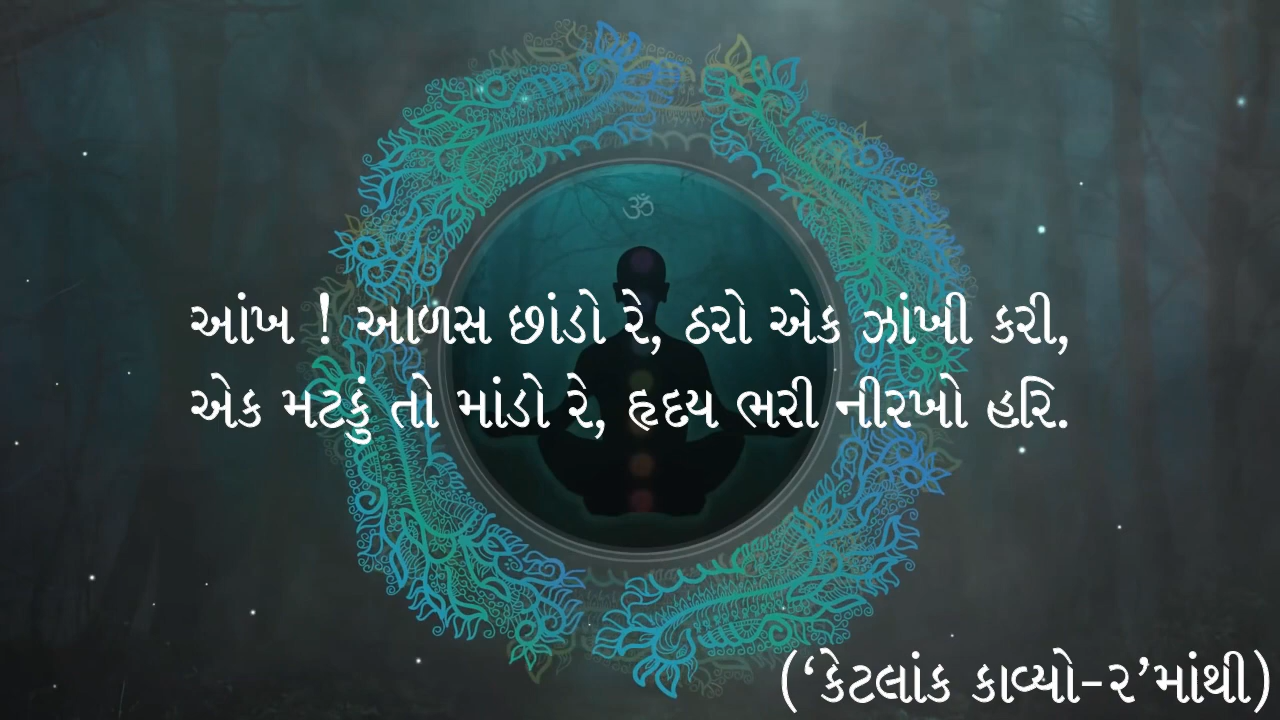 ॐ
આંખ ! આળસ છાંડો રે, ઠરો એક ઝાંખી કરી,
એક મટકું તો માંડો રે, હૃદય ભરી નીરખો હરિ.
(‘કેટલાંક કાવ્યો-૨’માંથી)